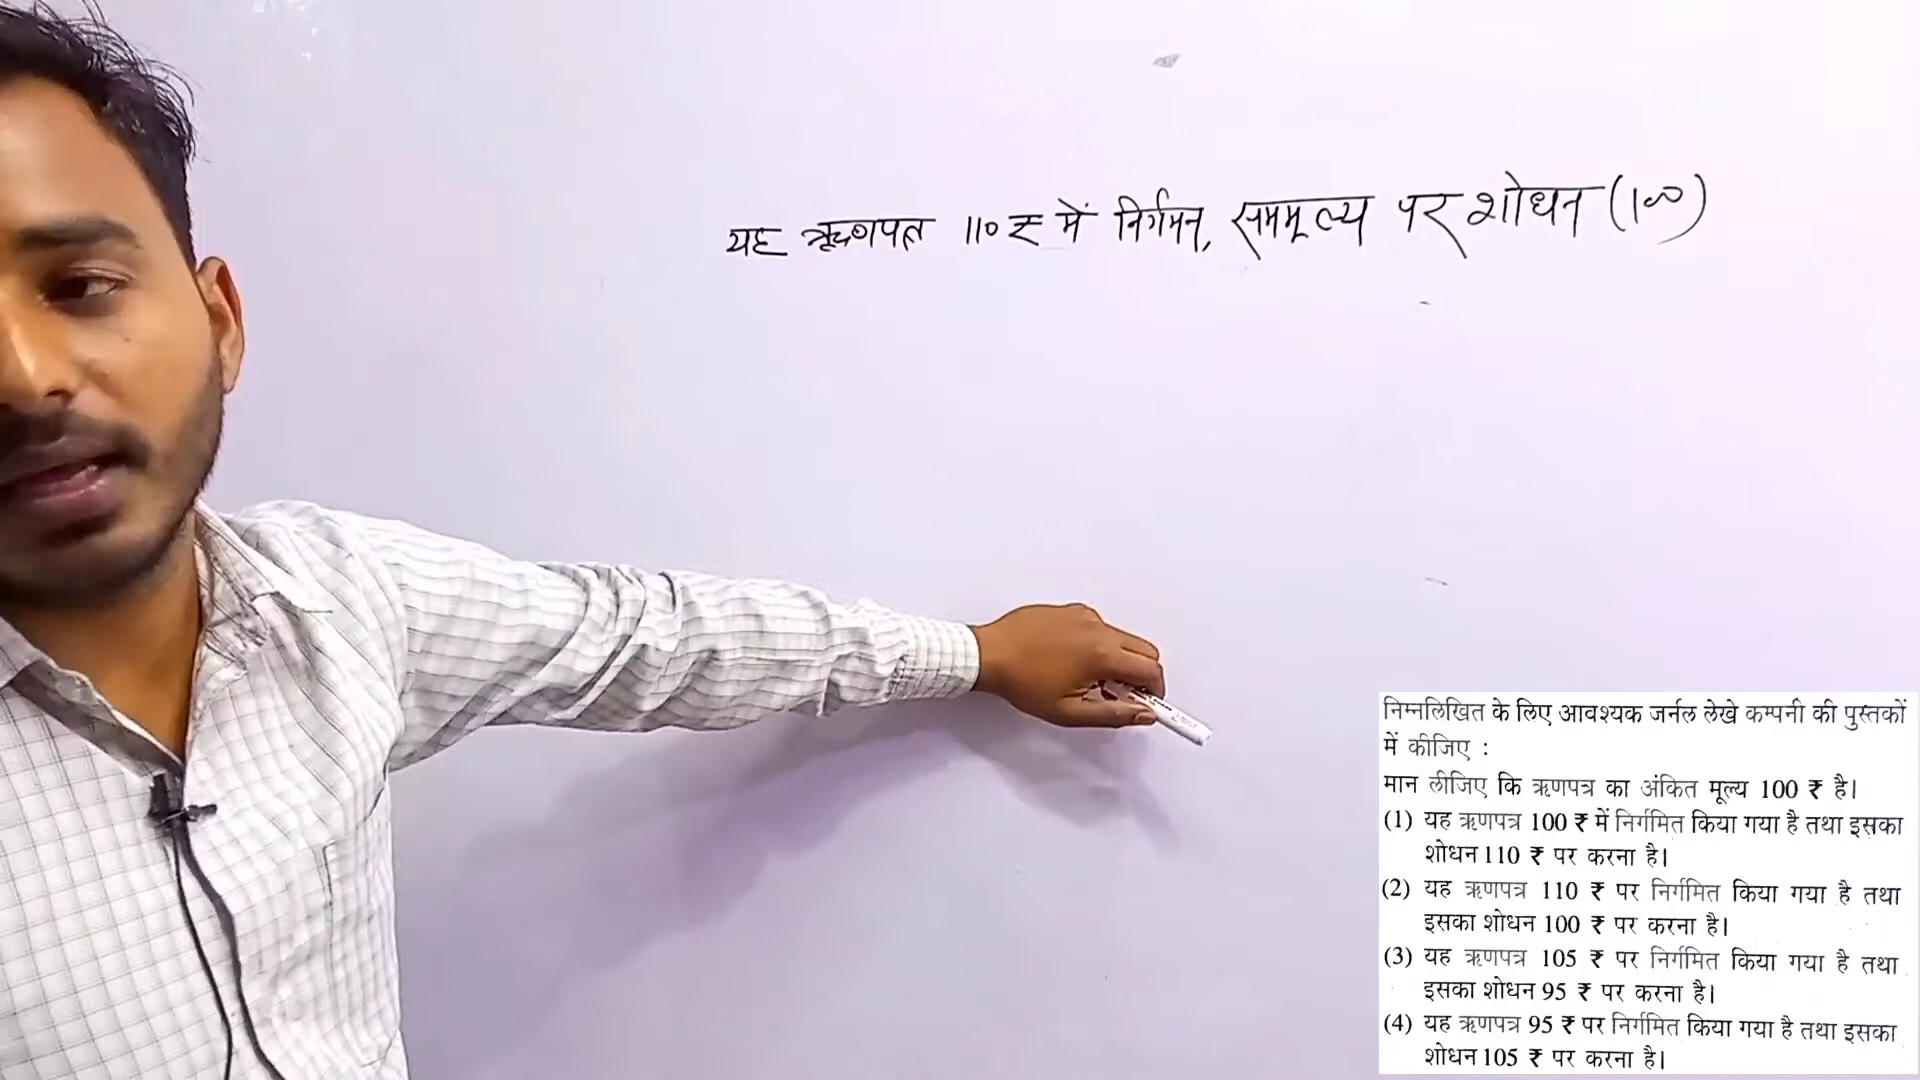 यह ऋणपत्र 110 ₹ में निर्गमन, सममूल्य पर शोधन (100)
निम्नलिखित के लिए आवश्यक जर्नल लेखे कम्पनी की पुस्तकों
में कीजिए :
मान लीजिए कि ऋणपत्र का अंकित मूल्य 100 ₹ है।
(1) यह ऋणपत्र 100 ₹ में निर्गमित किया गया है तथा इसका
शोधन 110 ₹ पर करना है।
(2) यह ऋणपत्र 110 ₹ पर निर्गमित किया गया है तथा
इसका शोधन 100 ₹ पर करना है।
(3) यह ऋणपत्र 105 ₹ पर निर्गमित किया गया है तथा
इसका शोधन 95 ₹ पर करना है।
(4) यह ऋणपत्र 95 ₹ पर निर्गमित किया गया है तथा इसका
शोधन 105 ₹ पर करना है।